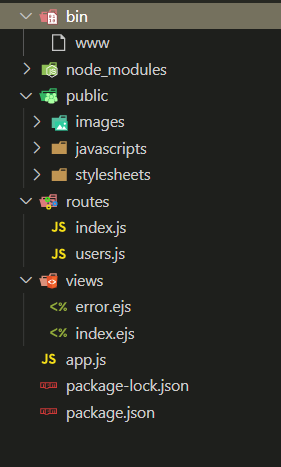 bin
www
node_modules
public
images
javascripts
stylesheets
routes
JS index.js
JS users.js
views
<% error.ejs
<% index.ejs
JS app.js
package-lock.json
package.json